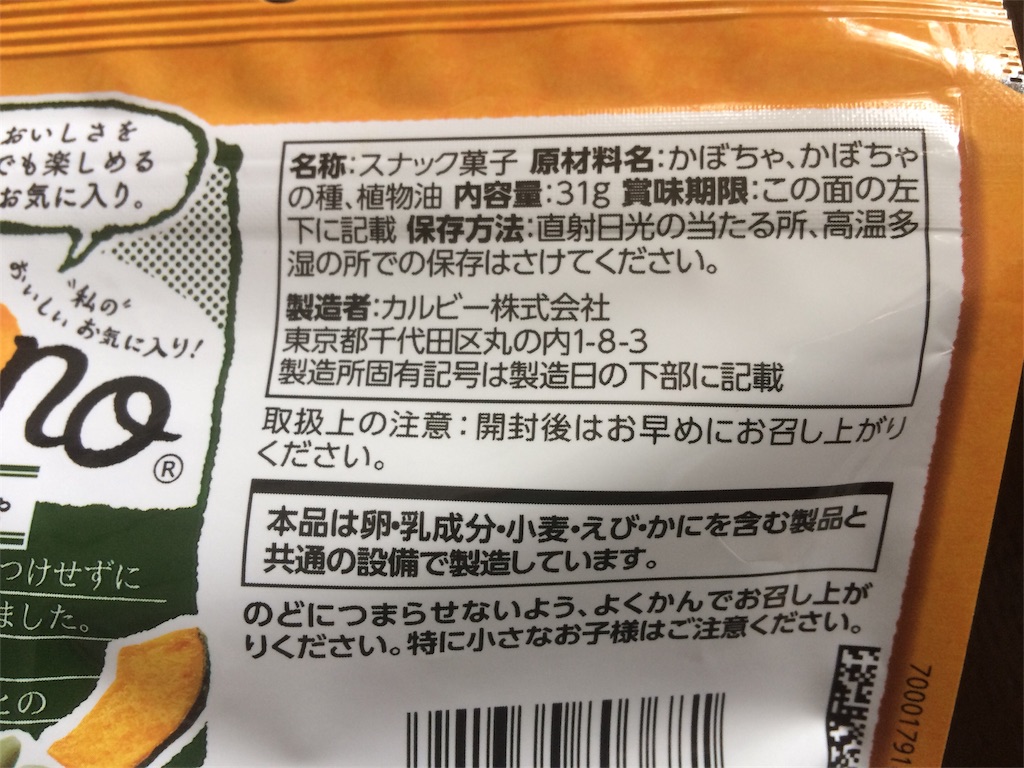 おいしさを
でも楽しめる
お気に入り。
"私の"
おいしい お気に入り!
no
®
つけせずに
ました。
との
名称:スナック菓子 原材料名:かぼちゃ、かぼちゃ
の種、植物油 内容量:31g 賞味期限:この面の左
下に記載 保存方法:直射日光の当たる所、高温多
湿の所での保存はさけてください。
製造者:カルビー株式会社
東京都千代田区丸の内1-8-3
製造所固有記号は製造日の下部に記載
取扱上の注意:開封後はお早めにお召し上がり
ください。
本品は卵・乳成分・小麦・えび・かにを含む製品と
共通の設備で製造しています。
のどにつまらせないよう、よくかんでお召し上が
りください。特に小さなお子様はご注意ください。
70001791